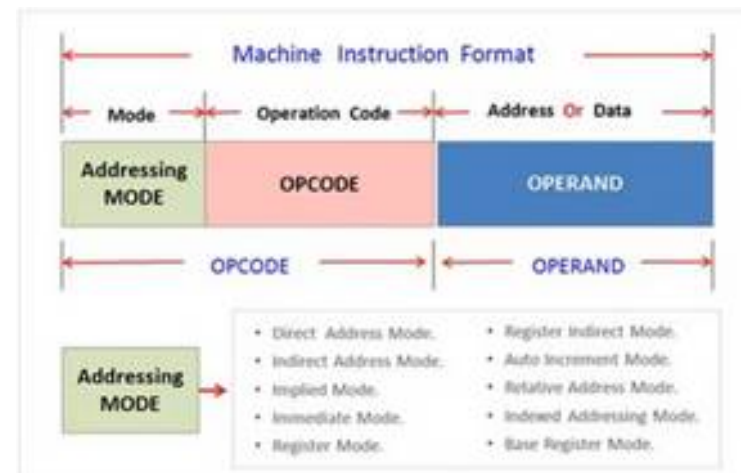 Machine Instruction Format
Mode Operation Code Address Or Data
Addressing MODE OPCODE OPERAND
OPCODE OPERAND
Addressing MODE
• Direct Address Mode.
• Indirect Address Mode.
• Implied Mode.
• Immediate Mode.
• Register Mode.
• Register Indirect Mode.
• Auto Increment Mode.
• Relative Address Mode.
• Indexed Addressing Mode.
• Base Register Mode.